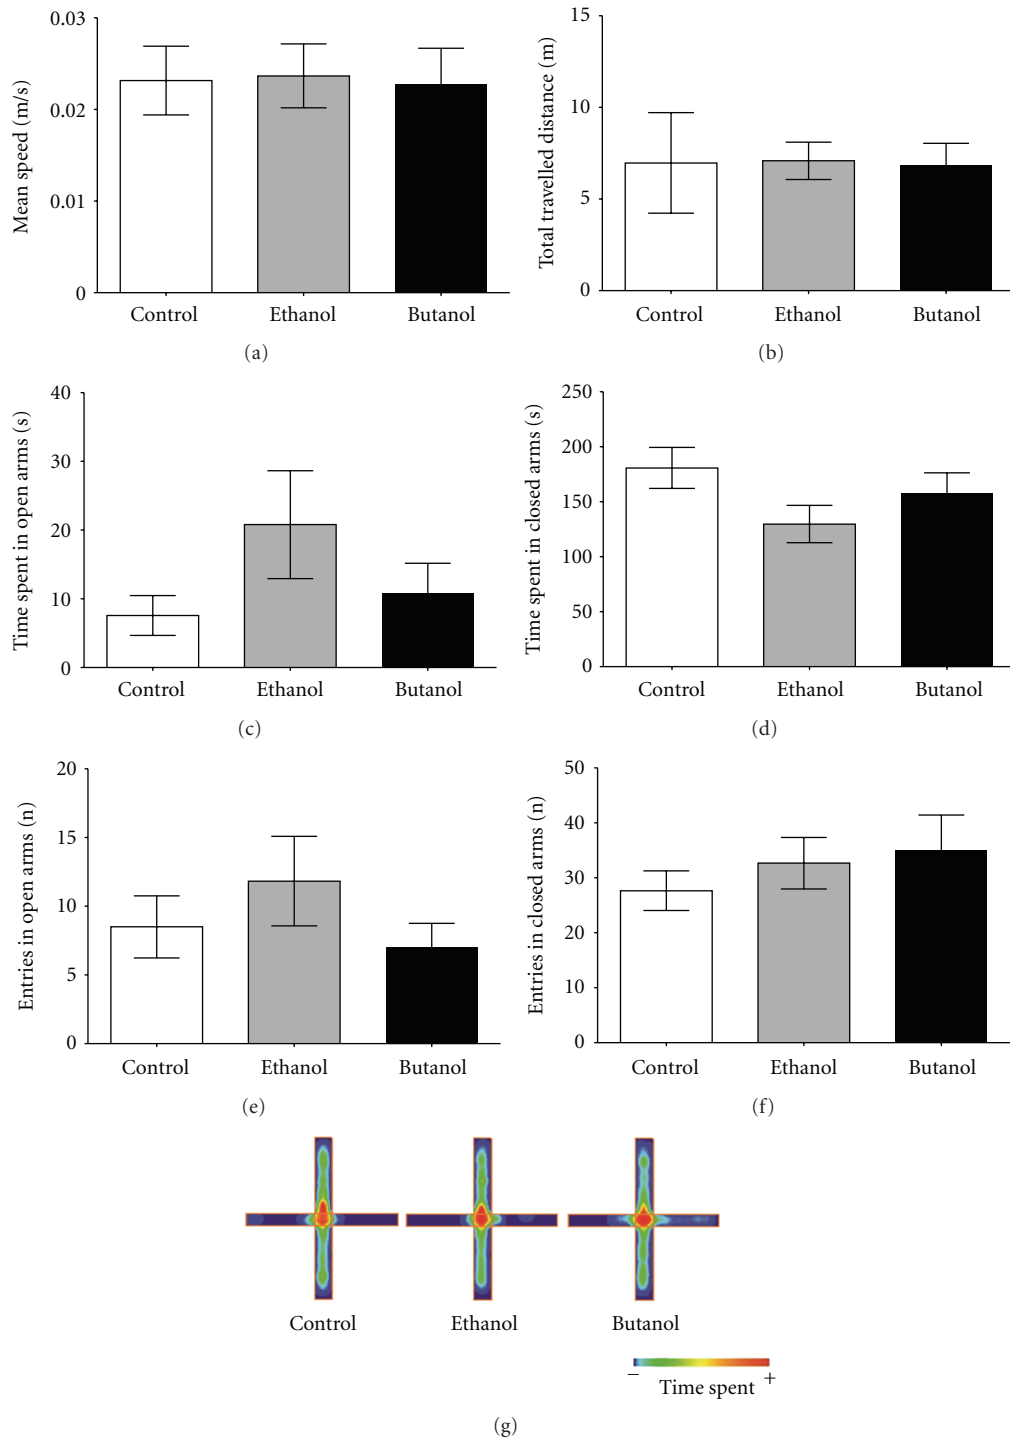 Mean speed (m/s)
0.03
0.02
0.01
0
Control Ethanol Butanol
(a)
Total travelled distance (m)
15
10
5
0
Control Ethanol Butanol
(b)
Time spent in open arms (s)
40
30
20
10
0
Control Ethanol Butanol
(c)
Time spent in closed arms (s)
250
200
150
100
50
0
Control Ethanol Butanol
(d)
Entries in open arms (n)
20
15
10
5
0
Control Ethanol Butanol
(e)
Entries in closed arms (n)
50
40
30
20
10
0
Control Ethanol Butanol
(f)
Control Ethanol Butanol
− +
Time spent
(g)